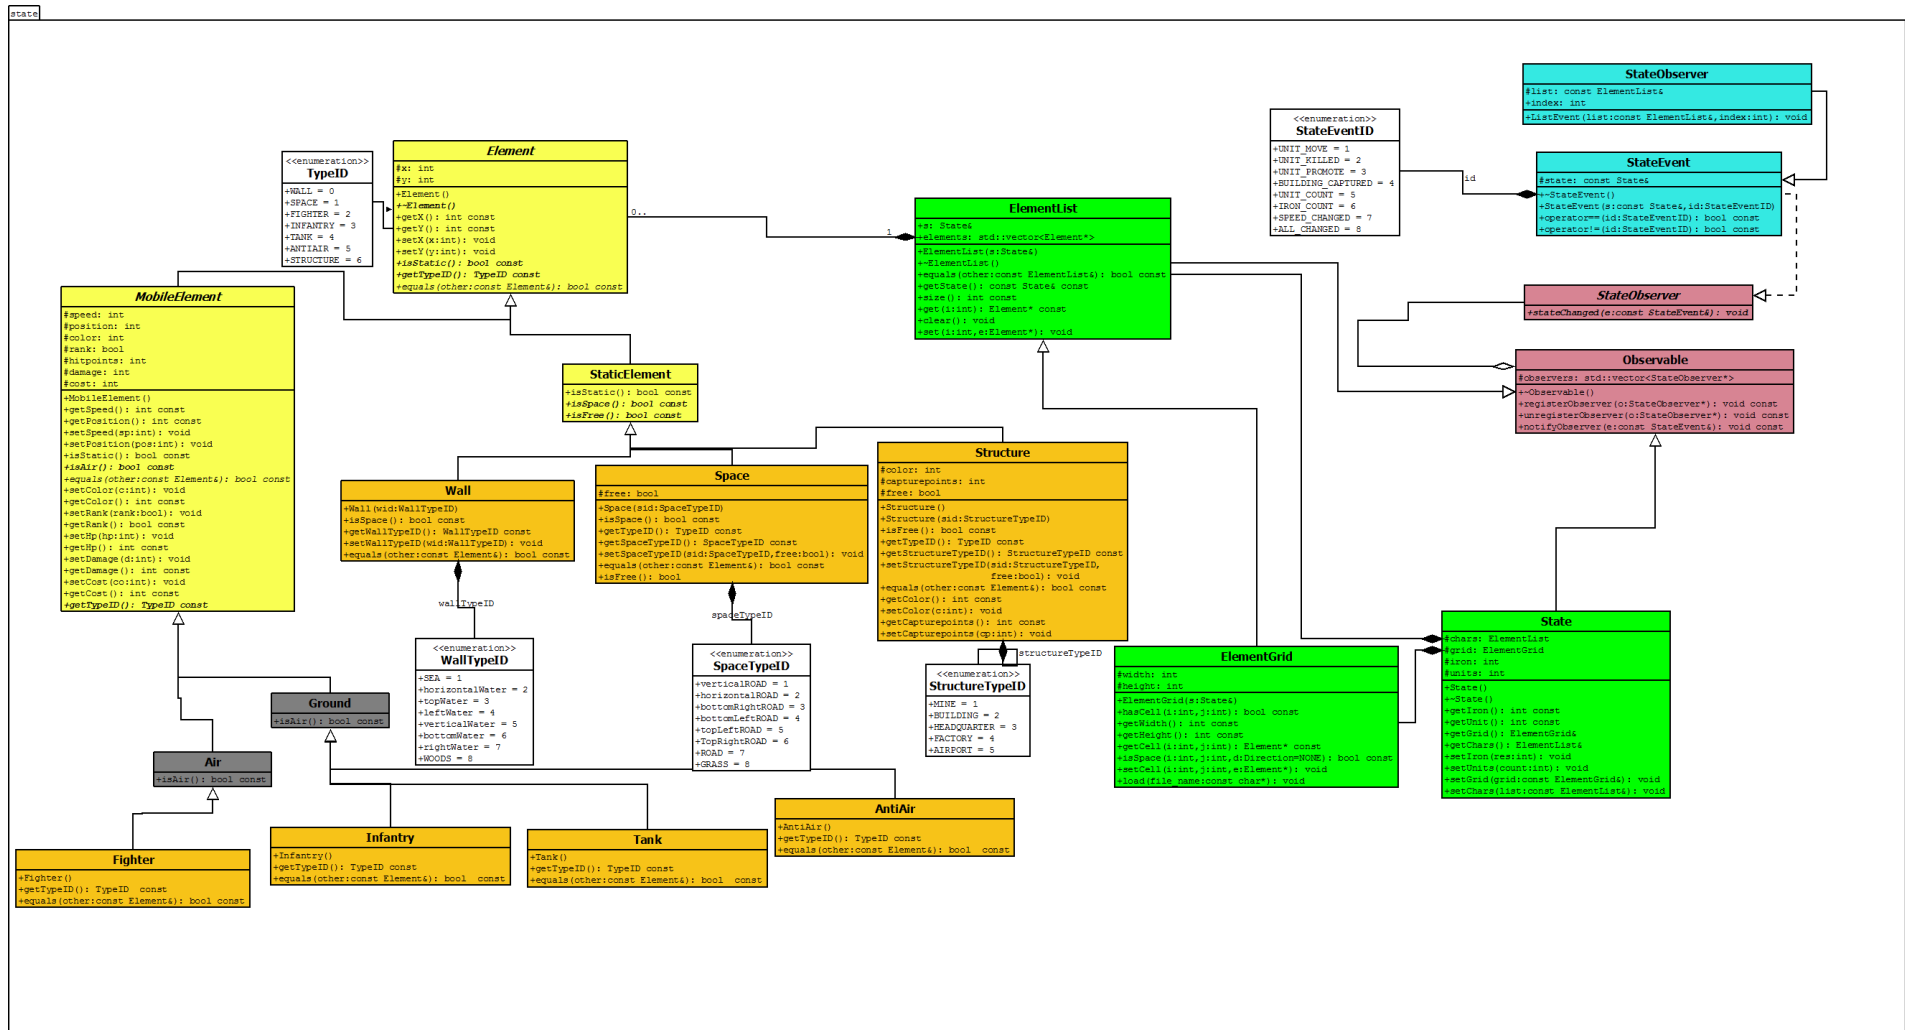 state
StateObserver
#list: const ElementList&
+index: int
+ListEvent(list:const ElementList&,index:int): void
<<enumeration>>
StateEventID
+UNIT_MOVE = 1
+UNIT_KILLED = 2
+UNIT_PROMOTE = 3
+BUILDING_CAPTURED = 4
+UNIT_COUNT = 5
+IRON_COUNT = 6
+SPEED_CHANGED = 7
+ALL_CHANGED = 8
id
StateEvent
#state: const State&
+~StateEvent()
+StateEvent(s:const State&,id:StateEventID)
+operator==(id:StateEventID): bool const
+operator!=(id:StateEventID): bool const
<<enumeration>>
TypeID
+WALL = 0
+SPACE = 1
+FIGHTER = 2
+INFANTRY = 3
+TANK = 4
+ANTIAIR = 5
+STRUCTURE = 6
Element
#x: int
#y: int
+Element()
+~Element()
+getX(): int const
+getY(): int const
+setX(x:int): void
+setY(y:int): void
+isStatic(): bool const
+getTypeID(): TypeID const
+equals(other:const Element&): bool const
0..
1
ElementList
+s: State&
+elements: std::vector<Element*>
+ElementList(s:State&)
+~ElementList()
+equals(other:const ElementList&): bool const
+getState(): const State& const
+size(): int const
+get(i:int): Element* const
+clear(): void
+set(i:int,e:Element*): void
StateObserver
+stateChanged(e:const StateEvent&): void
Observable
#observers: std::vector<StateObserver*>
+~Observable()
+registerObserver(o:StateObserver*): void const
+unregisterObserver(o:StateObserver*): void const
+notifyObserver(e:const StateEvent&): void const
MobileElement
#speed: int
#position: int
#color: int
#rank: bool
#hitpoints: int
#damage: int
#cost: int
+MobileElement()
+getSpeed(): int const
+getPosition(): int const
+setSpeed(sp:int): void
+setPosition(pos:int): void
+isStatic(): bool const
+isAir(): bool const
+equals(other:const Element&): bool const
+setColor(c:int): void
+getColor(): int const
+setRank(rank:bool): void
+getRank(): bool const
+setHp(hp:int): void
+getHp(): int const
+setDamage(d:int): void
+getDamage(): int const
+setCost(co:int): void
+getCost(): int const
+getTypeID(): TypeID const
StaticElement
+isStatic(): bool const
+isSpace(): bool const
+isFree(): bool const
Wall
+Wall(wid:WallTypeID)
+isSpace(): bool const
+getWallTypeID(): WallTypeID const
+setWallTypeID(wid:WallTypeID): void
+equals(other:const Element&): bool const
wallTypeID
Space
#free: bool
+Space(sid:SpaceTypeID)
+isSpace(): bool const
+getTypeID(): TypeID const
+getSpaceTypeID(): SpaceTypeID const
+setSpaceTypeID(sid:SpaceTypeID,free:bool): void
+equals(other:const Element&): bool const
+isFree(): bool
spaceTypeID
Structure
#color: int
#capturepoints: int
#free: bool
+Structure()
+Structure(sid:StructureTypeID)
+isFree(): bool const
+getTypeID(): TypeID const
+getStructureTypeID(): StructureTypeID const
+setStructureTypeID(sid:StructureTypeID,
free:bool): void
+equals(other:const Element&): bool const
+getColor(): int const
+setColor(c:int): void
+getCapturepoints(): int const
+setCapturepoints(cp:int): void
structureTypeID
<<enumeration>>
WallTypeID
+SEA = 1
+horizontalWater = 2
+topWater = 3
+leftWater = 4
+verticalWater = 5
+bottomWater = 6
+rightWater = 7
+WOODS = 8
<<enumeration>>
SpaceTypeID
+verticalROAD = 1
+horizontalROAD = 2
+bottomRightROAD = 3
+bottomLeftROAD = 4
+topLeftROAD = 5
+TopRightROAD = 6
+ROAD = 7
+GRASS = 8
<<enumeration>>
StructureTypeID
+MINE = 1
+BUILDING = 2
+HEADQUARTER = 3
+FACTORY = 4
+AIRPORT = 5
ElementGrid
#width: int
#height: int
+ElementGrid(s:State&)
+hasCell(i:int,j:int): bool const
+getWidth(): int const
+getHeight(): int const
+getCell(i:int,j:int): Element* const
+isSpace(i:int,j:int,d:Direction=NONE): bool const
+setCell(i:int,j:int,e:Element*): void
+load(file_name:const char*): void
State
#chars: ElementList
#grid: ElementGrid
#iron: int
#units: int
+State()
+~State()
+getIron(): int const
+getUnit(): int const
+getGrid(): ElementGrid&
+getChars(): ElementList&
+setIron(res:int): void
+setUnits(count:int): void
+setGrid(grid:const ElementGrid&): void
+setChars(list:const ElementList&): void
Ground
+isAir(): bool const
Air
+isAir(): bool const
Fighter
+Fighter()
+getTypeID(): TypeID const
+equals(other:const Element&): bool const
Infantry
+Infantry()
+getTypeID(): TypeID const
+equals(other:const Element&): bool const
Tank
+Tank()
+getTypeID(): TypeID const
+equals(other:const Element&): bool const
AntiAir
+AntiAir()
+getTypeID(): TypeID const
+equals(other:const Element&): bool const